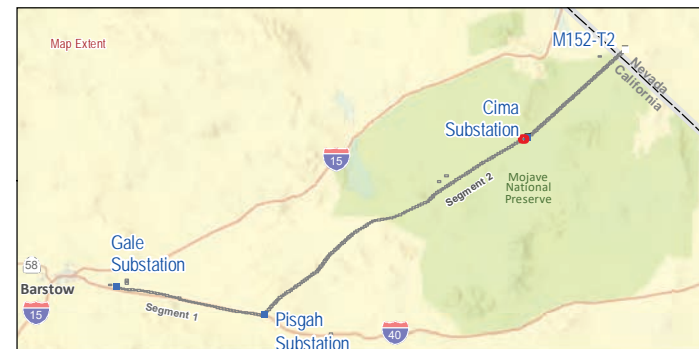 Map Extent
M152-T2
Nevada
California
Cima
Substation
15
Mojave
National
Preserve
Segment 2
Gale
Substation
58
Barstow
Segment 1
15
Pisgah
Substation
40